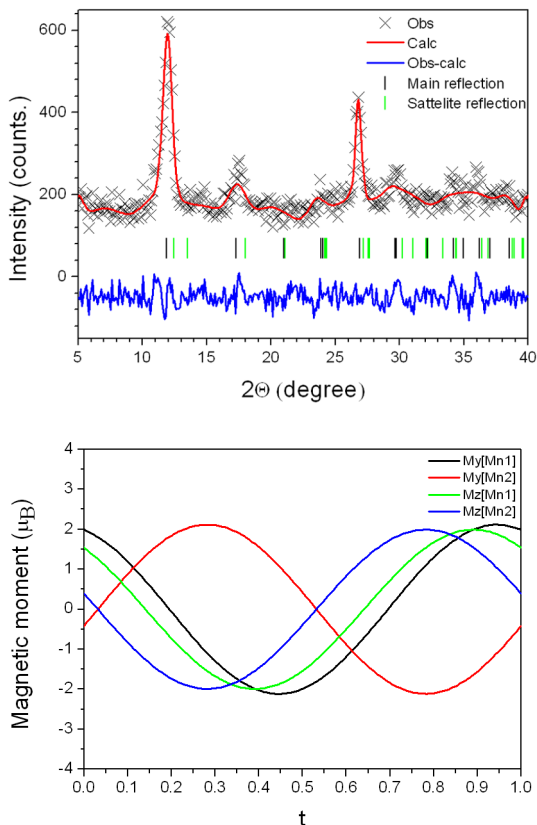 600
400
200
0
Intensity (counts.)
Obs
Calc
Obs-calc
Main reflection
Sattelite reflection
5 10 15 20 25 30 35 40
2Θ (degree)
4
3
2
1
0
-1
-2
-3
-4
Magnetic moment (μB)
My[Mn1]
My[Mn2]
Mz[Mn1]
Mz[Mn2]
0.0 0.1 0.2 0.3 0.4 0.5 0.6 0.7 0.8 0.9 1.0
t